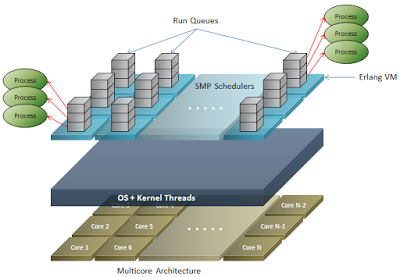 Run Queues
Process
Process
Process
Erlang VM
SMP Schedulers
Process
Process
Process
OS + Kernel Threads
Core N-2
Core 2
Core 5
Core N-1
Core 1
Core 6
Core N
Multicore Architecture